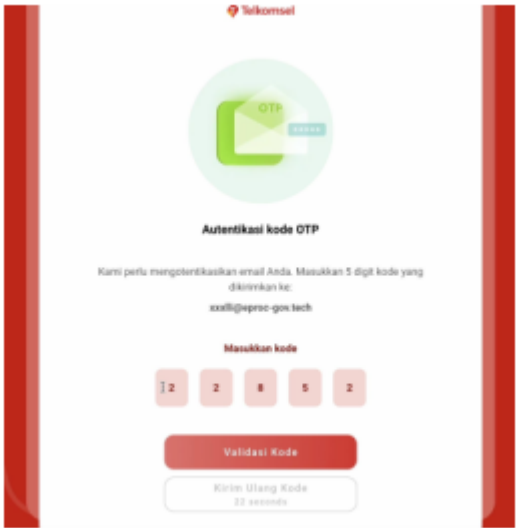 Telkomsel
OTP
Autentikasi kode OTP
Kami perlu mengotentikasikan email Anda. Masukkan 5 digit kode yang
dikirimkan ke:
Masukkan kode
2 2 8 5 2
Validasi Kode
Kirim Ulang Kode
22 seconds